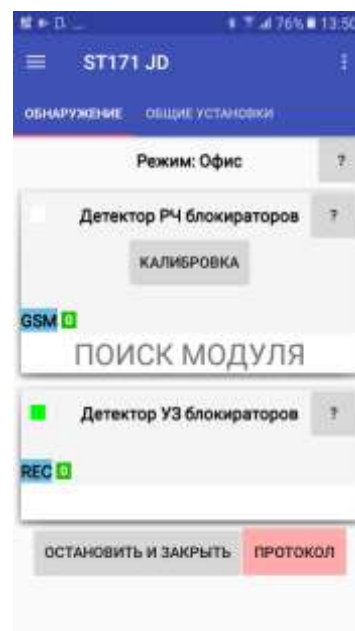 76% 13:50
ST171 JD
ОБНАРУЖЕНИЕ ОБЩИЕ УСТАНОВКИ
Режим: Офис ?
Детектор РЧ блокираторов ?
КАЛИБРОВКА
GSM 0
ПОИСК МОДУЛЯ
Детектор УЗ блокираторов ?
REC 0
ОСТАНОВИТЬ И ЗАКРЫТЬ ПРОТОКОЛ